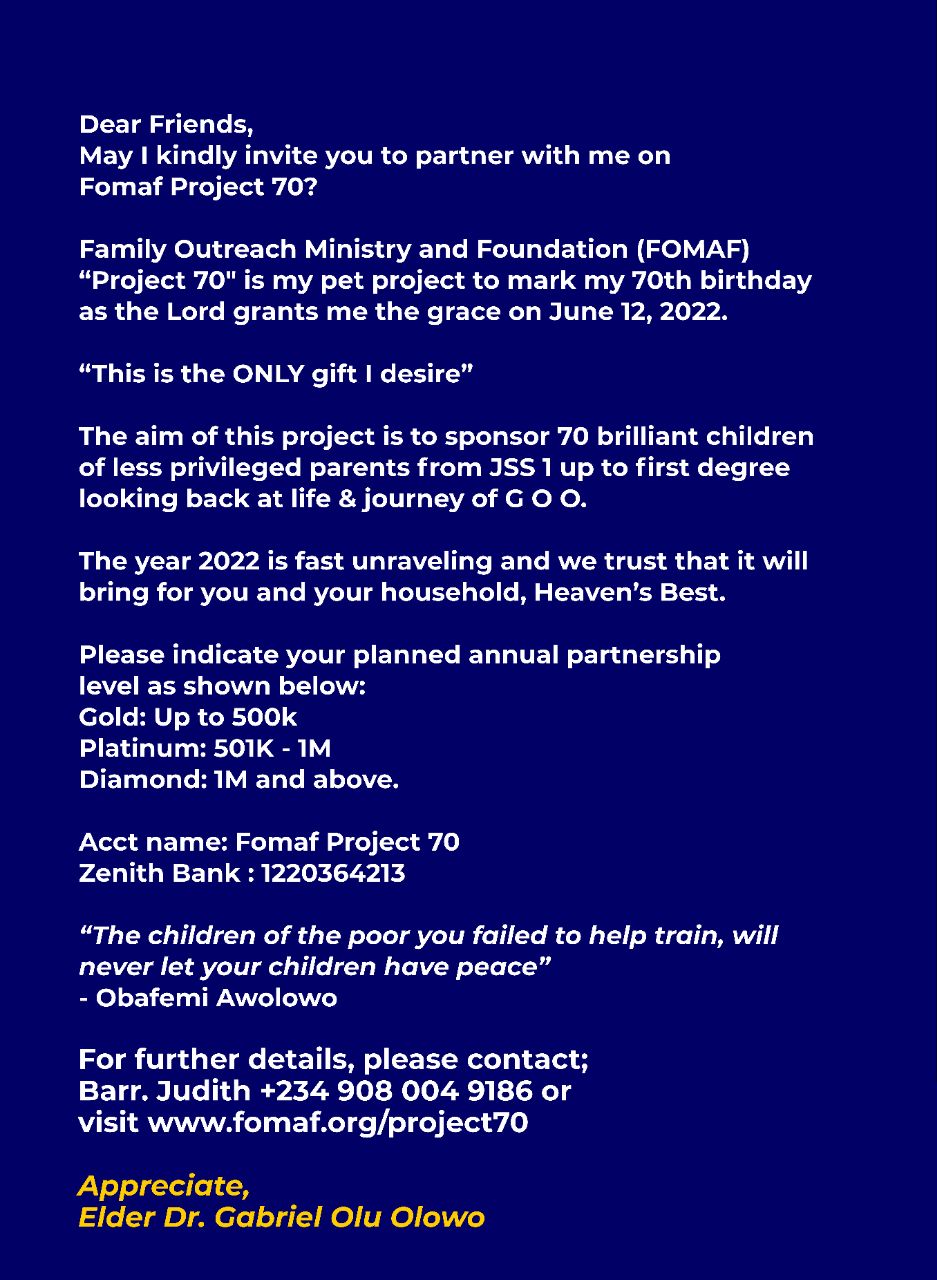 Dear Friends,
May I kindly invite you to partner with me on
Fomaf Project 70?
Family Outreach Ministry and Foundation (FOMAF)
“Project 70" is my pet project to mark my 70th birthday
as the Lord grants me the grace on June 12, 2022.
“This is the ONLY gift I desire”
The aim of this project is to sponsor 70 brilliant children
of less privileged parents from JSS 1 up to first degree
looking back at life & journey of G O O.
The year 2022 is fast unraveling and we trust that it will
bring for you and your household, Heaven’s Best.
Please indicate your planned annual partnership
level as shown below:
Gold: Up to 500k
Platinum: 501K - 1M
Diamond: 1M and above.
Acct name: Fomaf Project 70
Zenith Bank : 1220364213
“The children of the poor you failed to help train, will
never let your children have peace”
- Obafemi Awolowo
For further details, please contact;
Barr. Judith +234 908 004 9186 or
visit www.fomaf.org/project70
Appreciate,
Elder Dr. Gabriel Olu Olowo